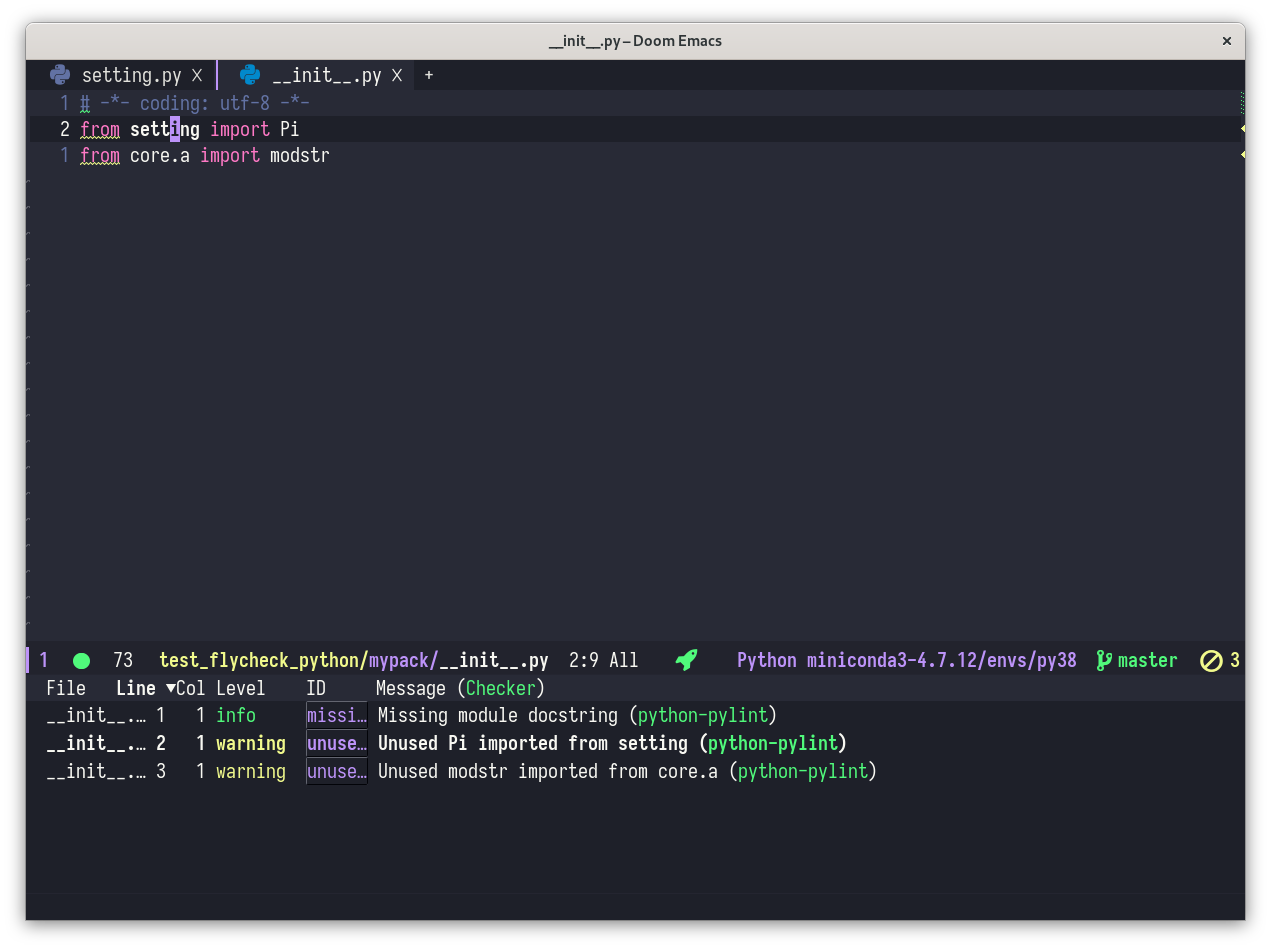 __init__.py – Doom Emacs ×
setting.py X __init__.py X +
1 # -*- coding: utf-8 -*-
2 from setting import Pi
1 from core.a import modstr
1 73 test_flycheck_python/mypack/__init__.py 2:9 All Python miniconda3-4.7.12/envs/py38 master 3
File Line ▼Col Level ID Message (Checker)
__init__.… 1 1 info missi… Missing module docstring (python-pylint)
__init__.… 2 1 warning unuse… Unused Pi imported from setting (python-pylint)
__init__.… 3 1 warning unuse… Unused modstr imported from core.a (python-pylint)